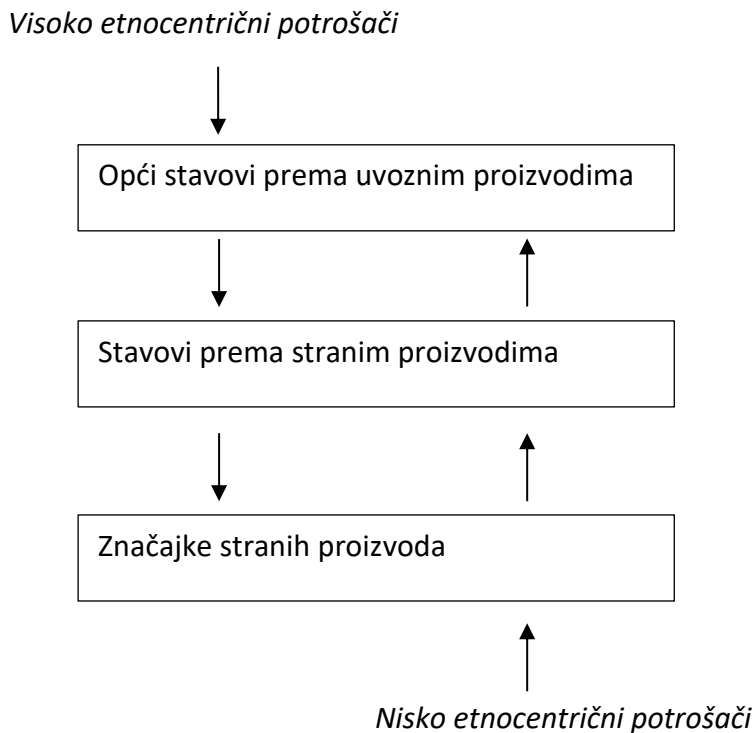 Visoko etnocentrični potrošači
Opći stavovi prema uvoznim proizvodima
Stavovi prema stranim proizvodima
Značajke stranih proizvoda
Nisko etnocentrični potrošači